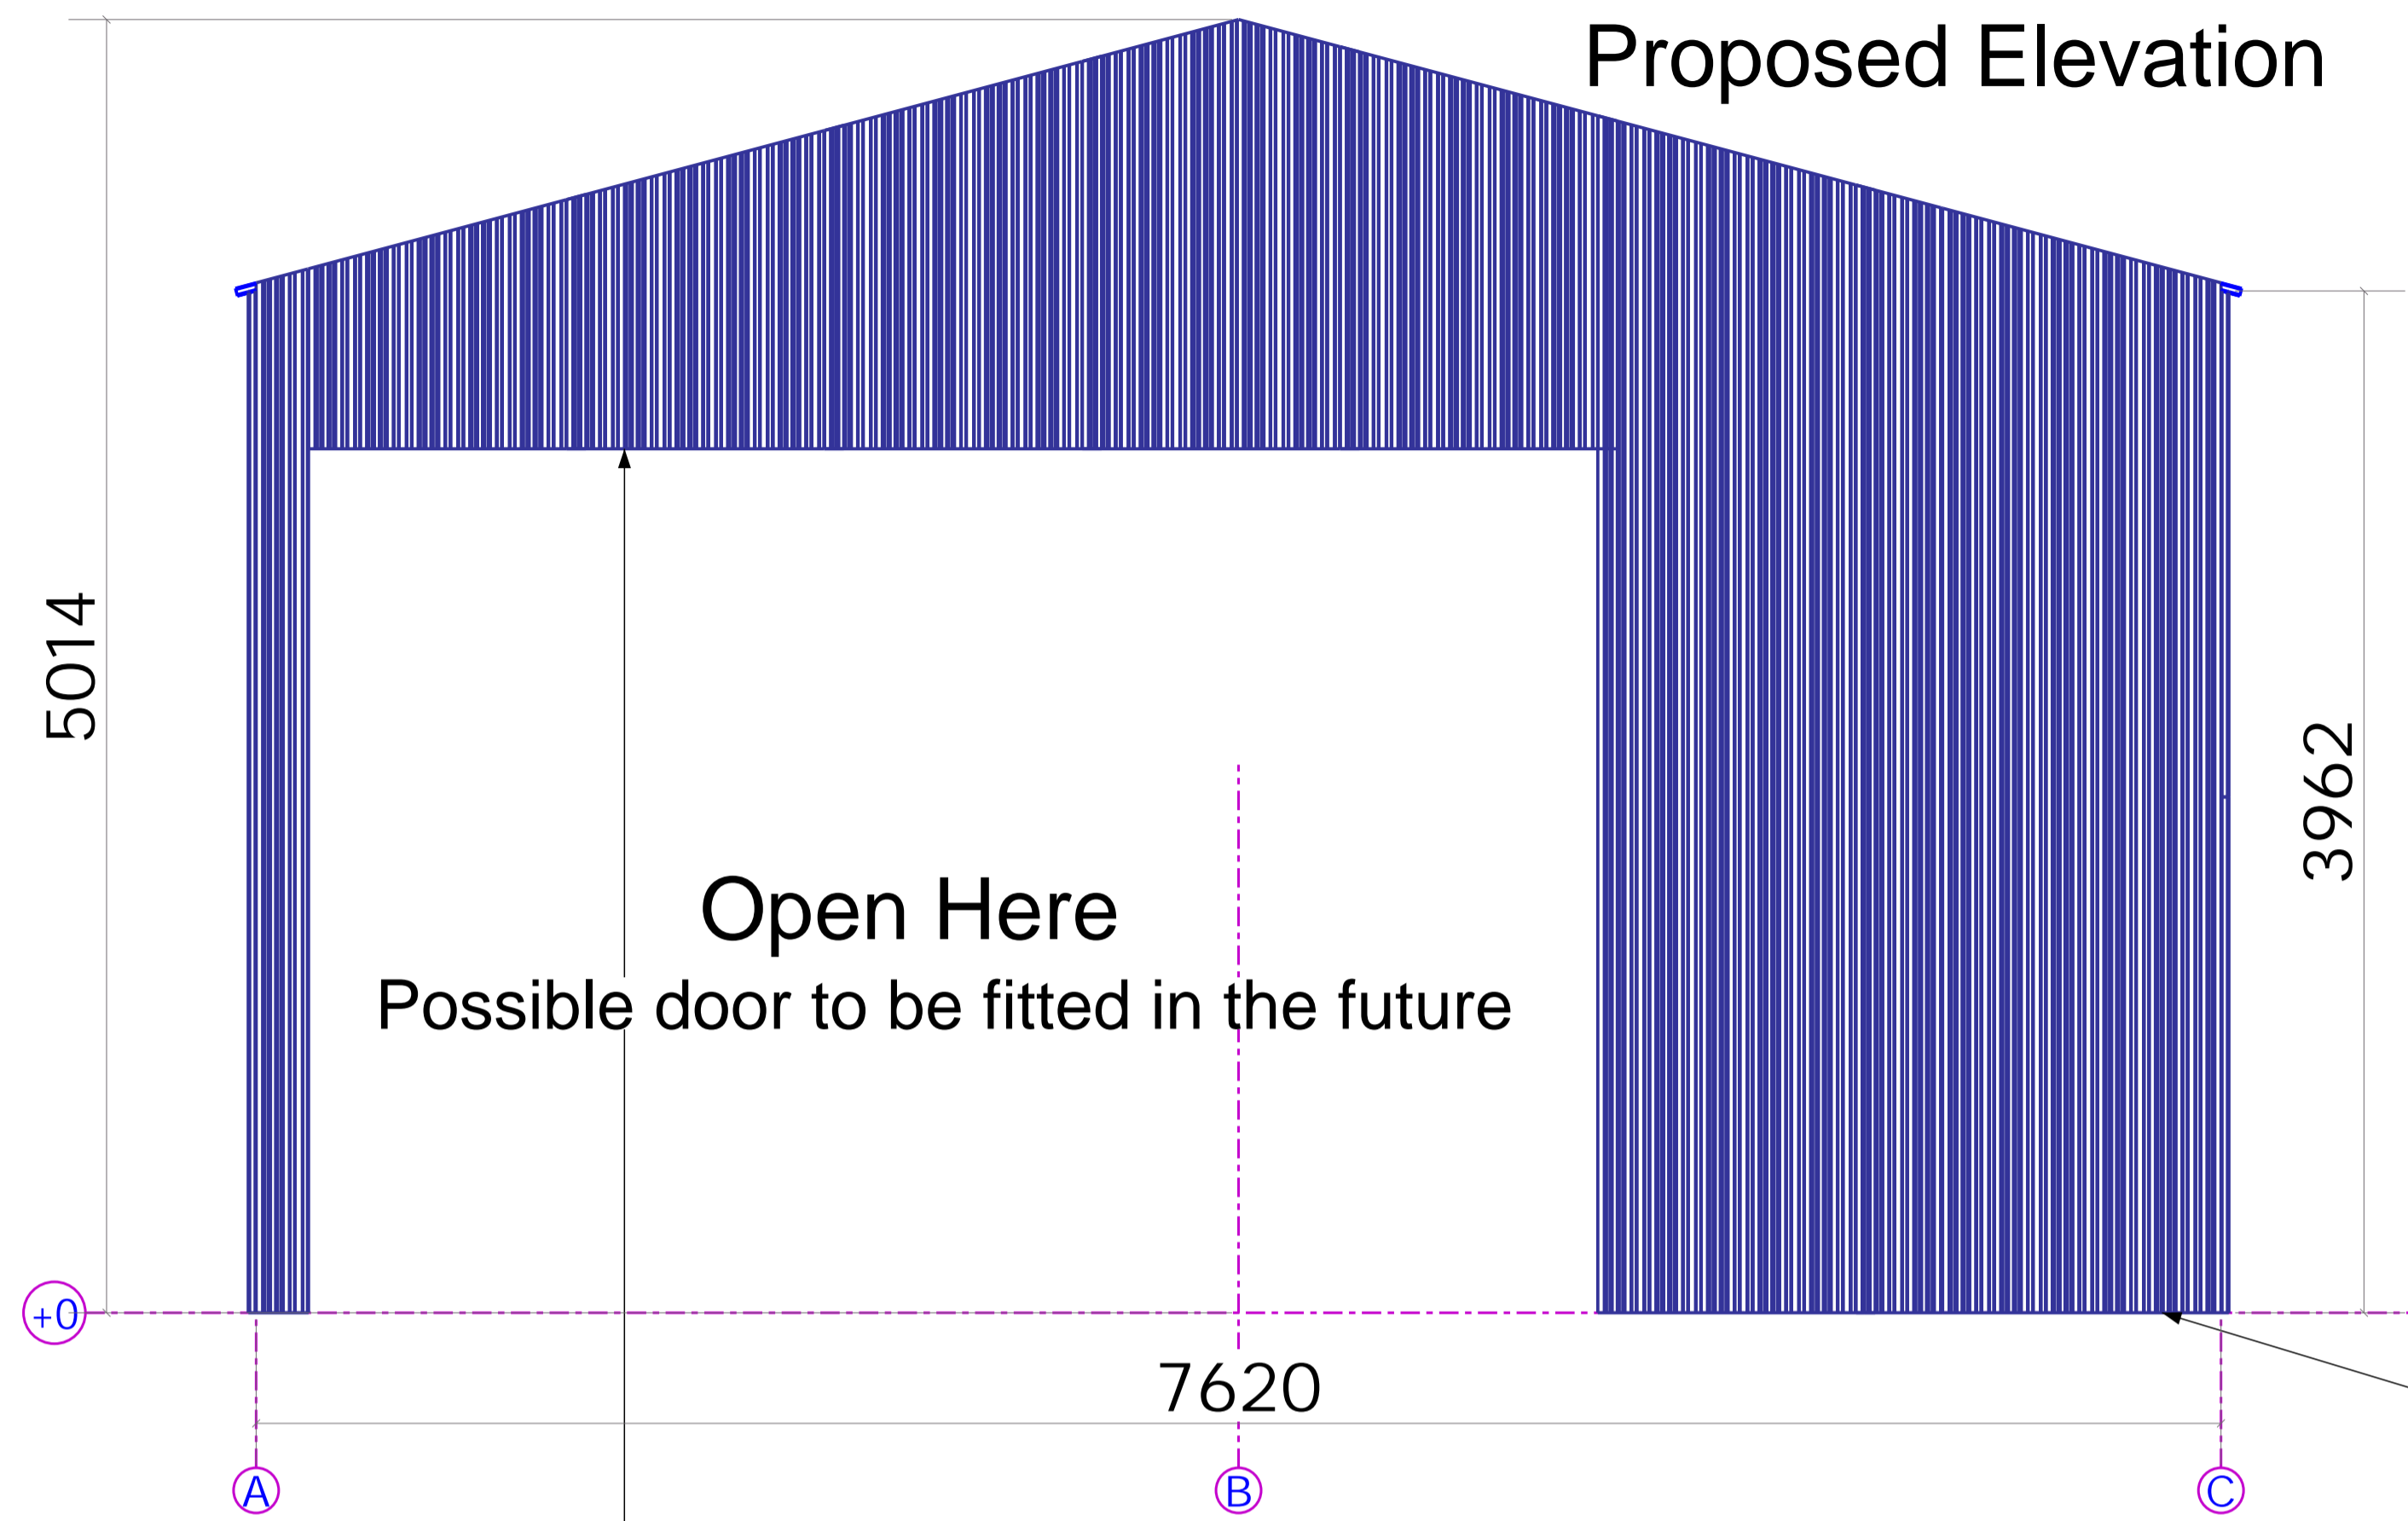 Proposed Elevation
5014
3962
Open Here
Possible door to be fitted in the future
+0
7620
A
B
C